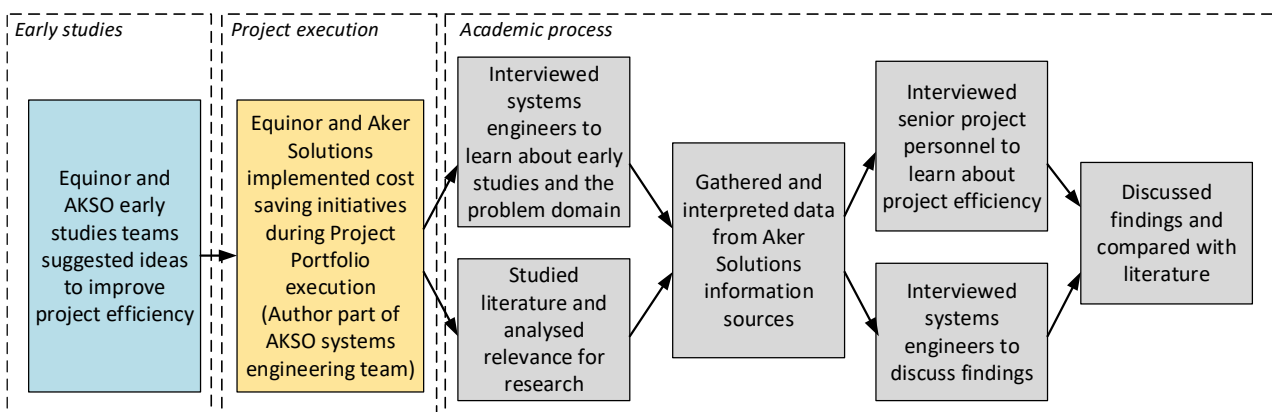 Early studies
Equinor and
AKSO early
studies teams
suggested ideas
to improve
project efficiency
Project execution
Equinor and Aker
Solutions
implemented cost
saving initiatives
during Project
Portfolio
execution
(Author part of
AKSO systems
engineering team)
Academic process
Interviewed
systems
engineers to
learn about early
studies and the
problem domain
Studied
literature and
analysed
relevance for
research
Gathered and
interpreted data
from Aker
Solutions
information
sources
Interviewed
senior project
personnel to
learn about
project efficiency
Interviewed
systems
engineers to
discuss findings
Discussed
findings and
compared with
literature